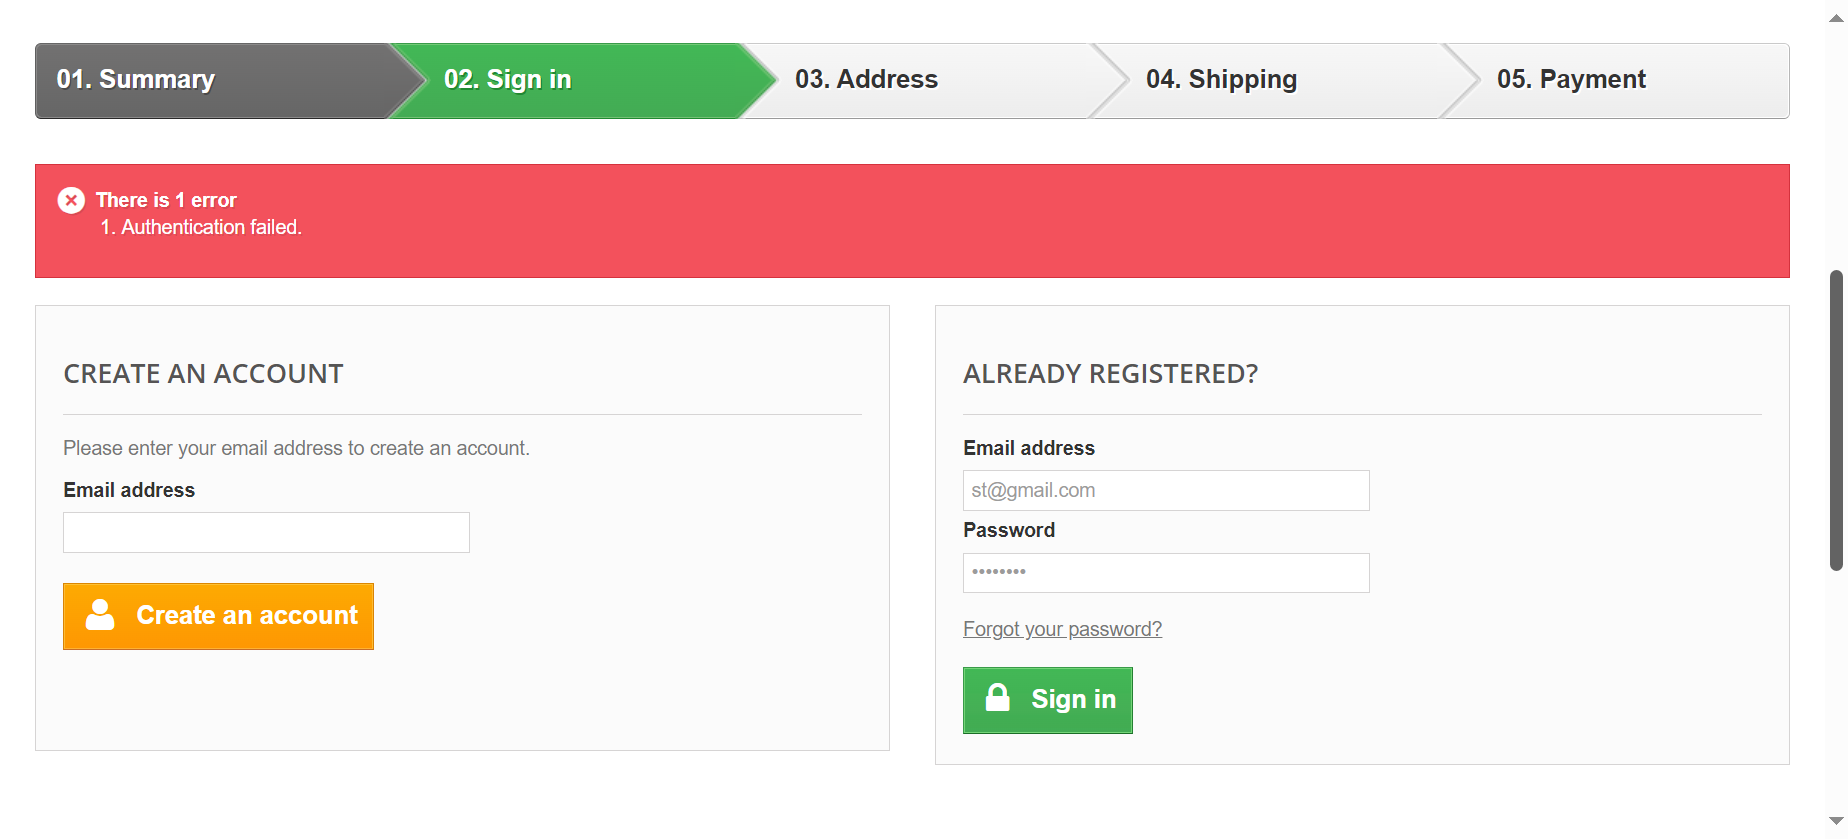 01. Summary
02. Sign in
03. Address
04. Shipping
05. Payment
There is 1 error
1. Authentication failed.
CREATE AN ACCOUNT
Please enter your email address to create an account.
Email address
Create an account
ALREADY REGISTERED?
Email address
st@gmail.com
Password
••••••••
Forgot your password?
Sign in